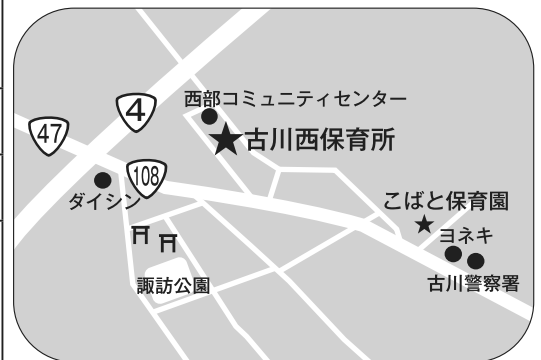 西部コミュニティセンター
4
47
★古川西保育所
108
ダイシン
こばと保育園
★
ヨネキ
諏訪公園
古川警察署